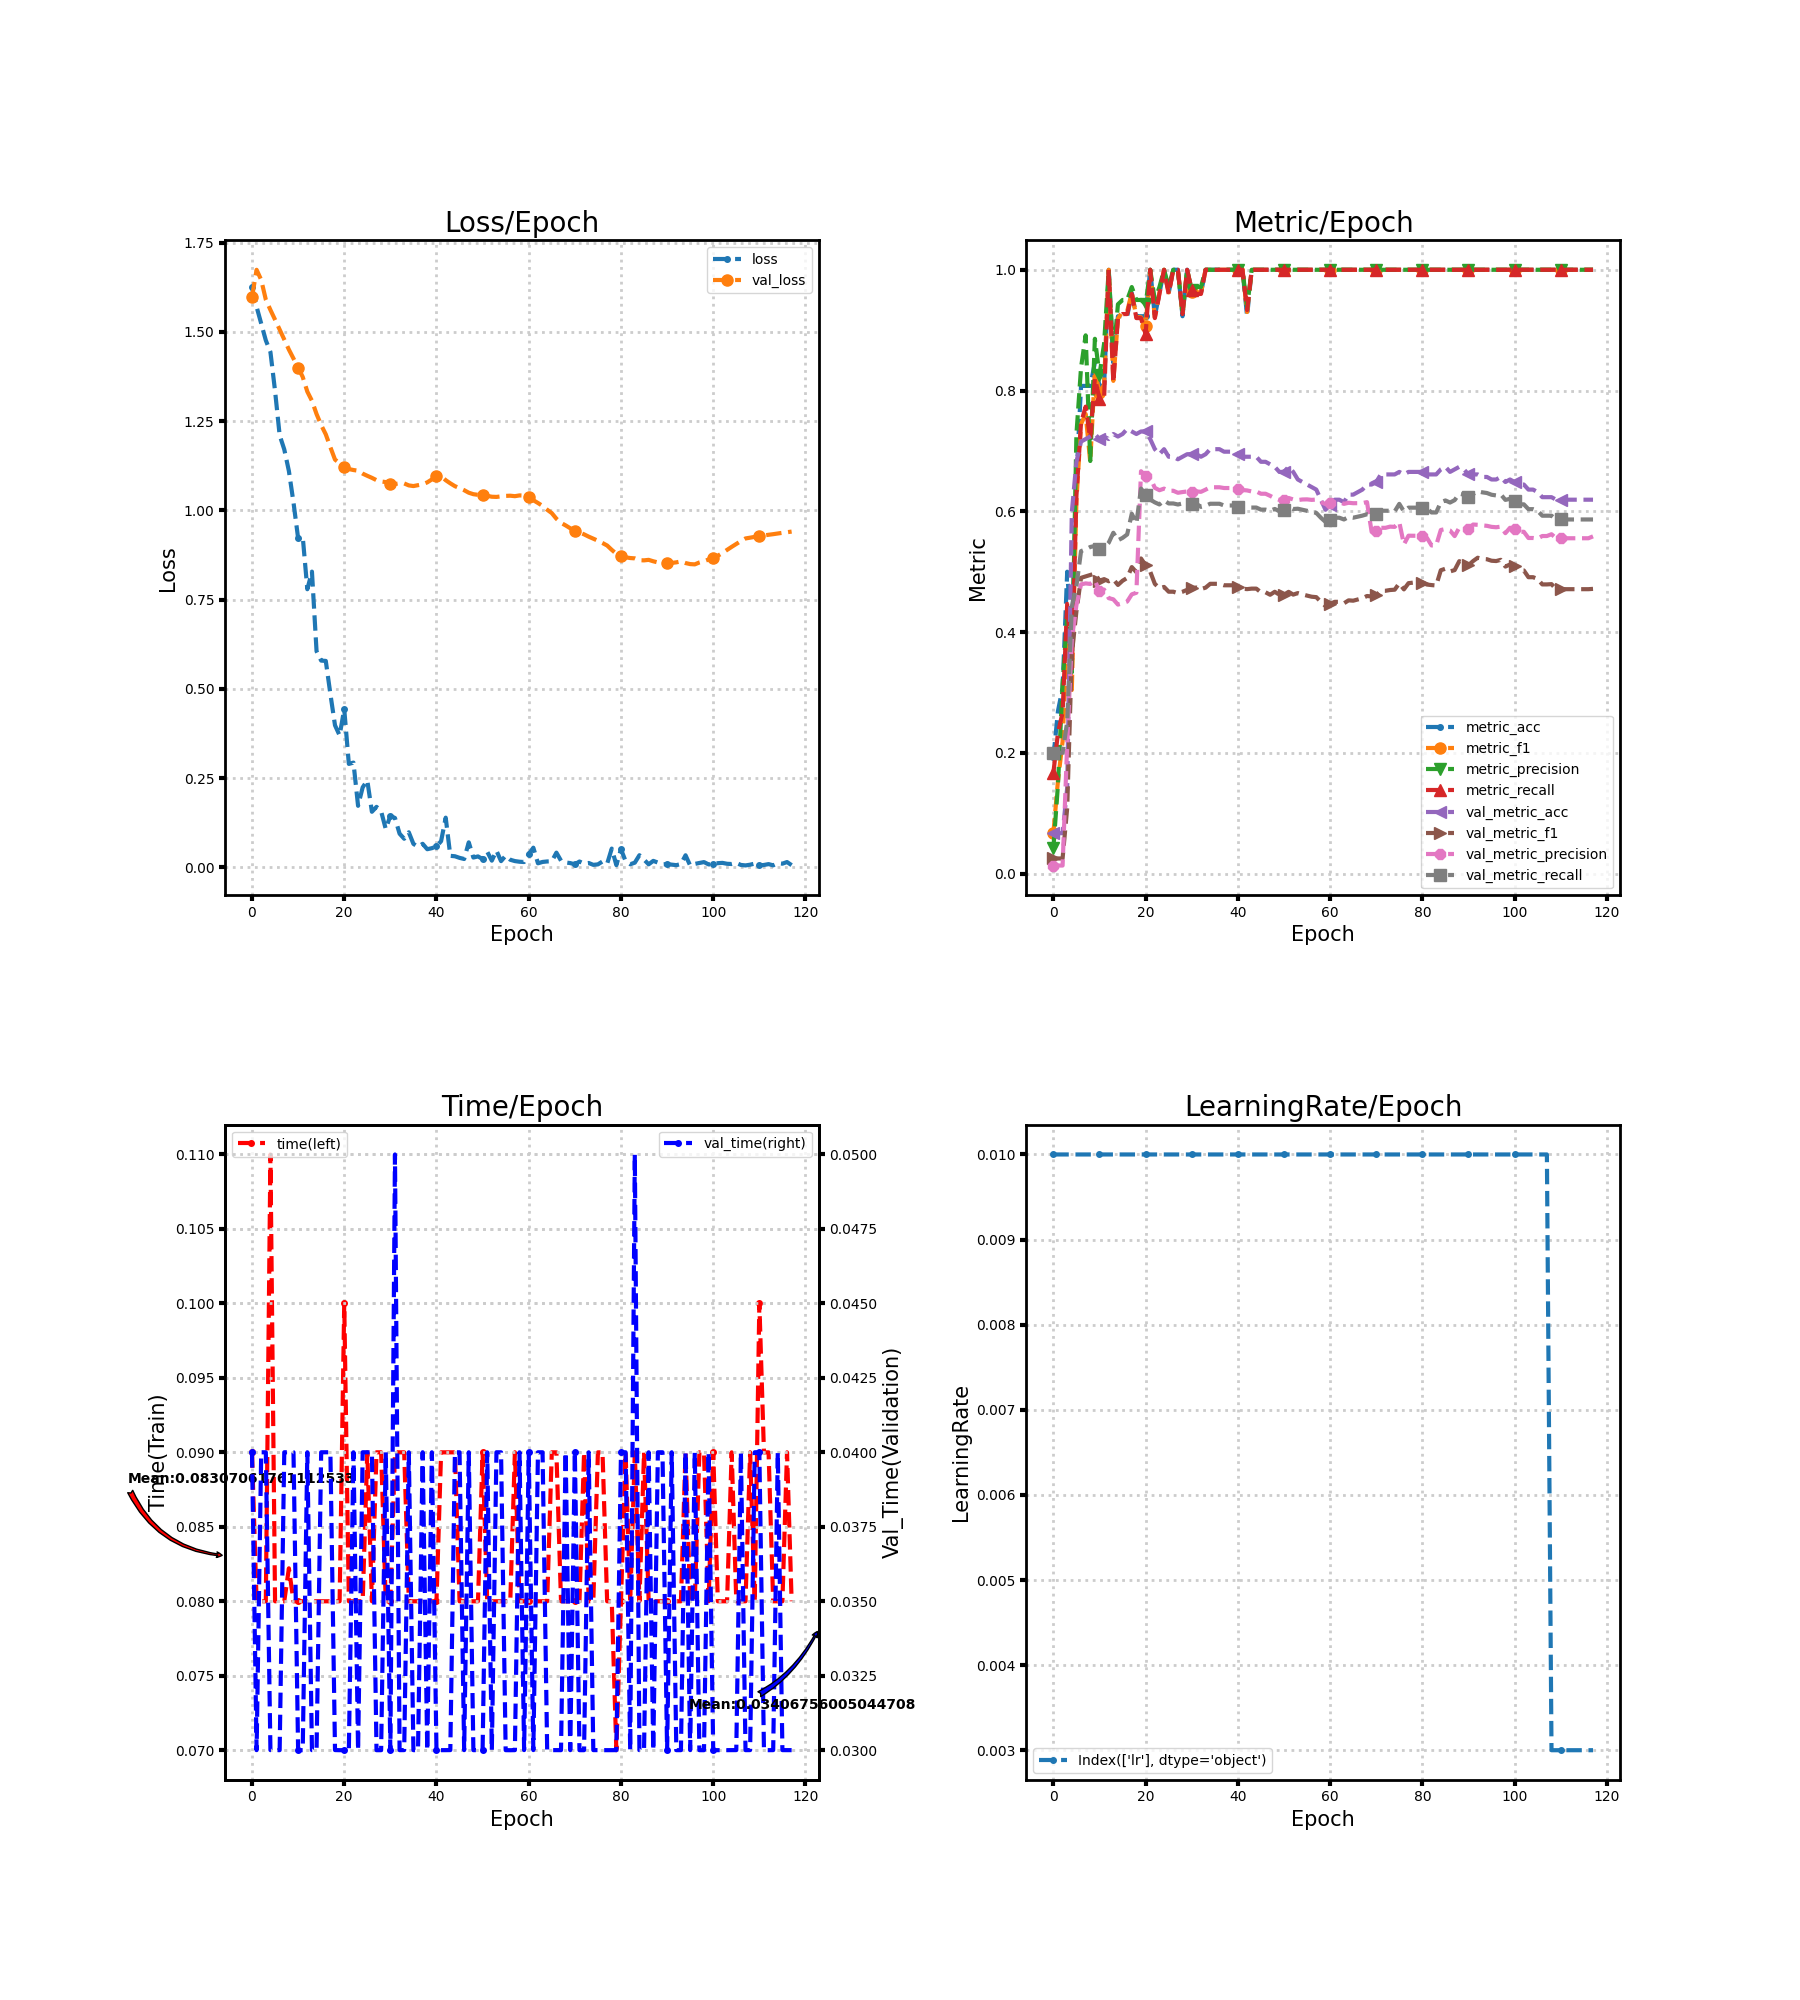 Loss/Epoch
1.75
1.50
1.25
1.00
0.75
0.50
0.25
0.00
Loss
loss
val_loss
0 20 40 60 80 100 120
Epoch
Metric/Epoch
1.0
0.8
0.6
0.4
0.2
0.0
Metric
metric_acc
metric_f1
metric_precision
metric_recall
val_metric_acc
val_metric_f1
val_metric_precision
val_metric_recall
0 20 40 60 80 100 120
Epoch
Time/Epoch
time(left)
val_time(right)
0.110
0.105
0.100
0.095
0.090
0.085
0.080
0.075
0.070
Time(Train)
Mean:0.08307061761112533
0.0500
0.0475
0.0450
0.0425
0.0400
0.0375
0.0350
0.0325
0.0300
Val_Time(Validation)
Mean:0.03406756005044708
0 20 40 60 80 100 120
Epoch
LearningRate/Epoch
0.010
0.009
0.008
0.007
0.006
0.005
0.004
0.003
LearningRate
Index(['lr'], dtype='object')
0 20 40 60 80 100 120
Epoch